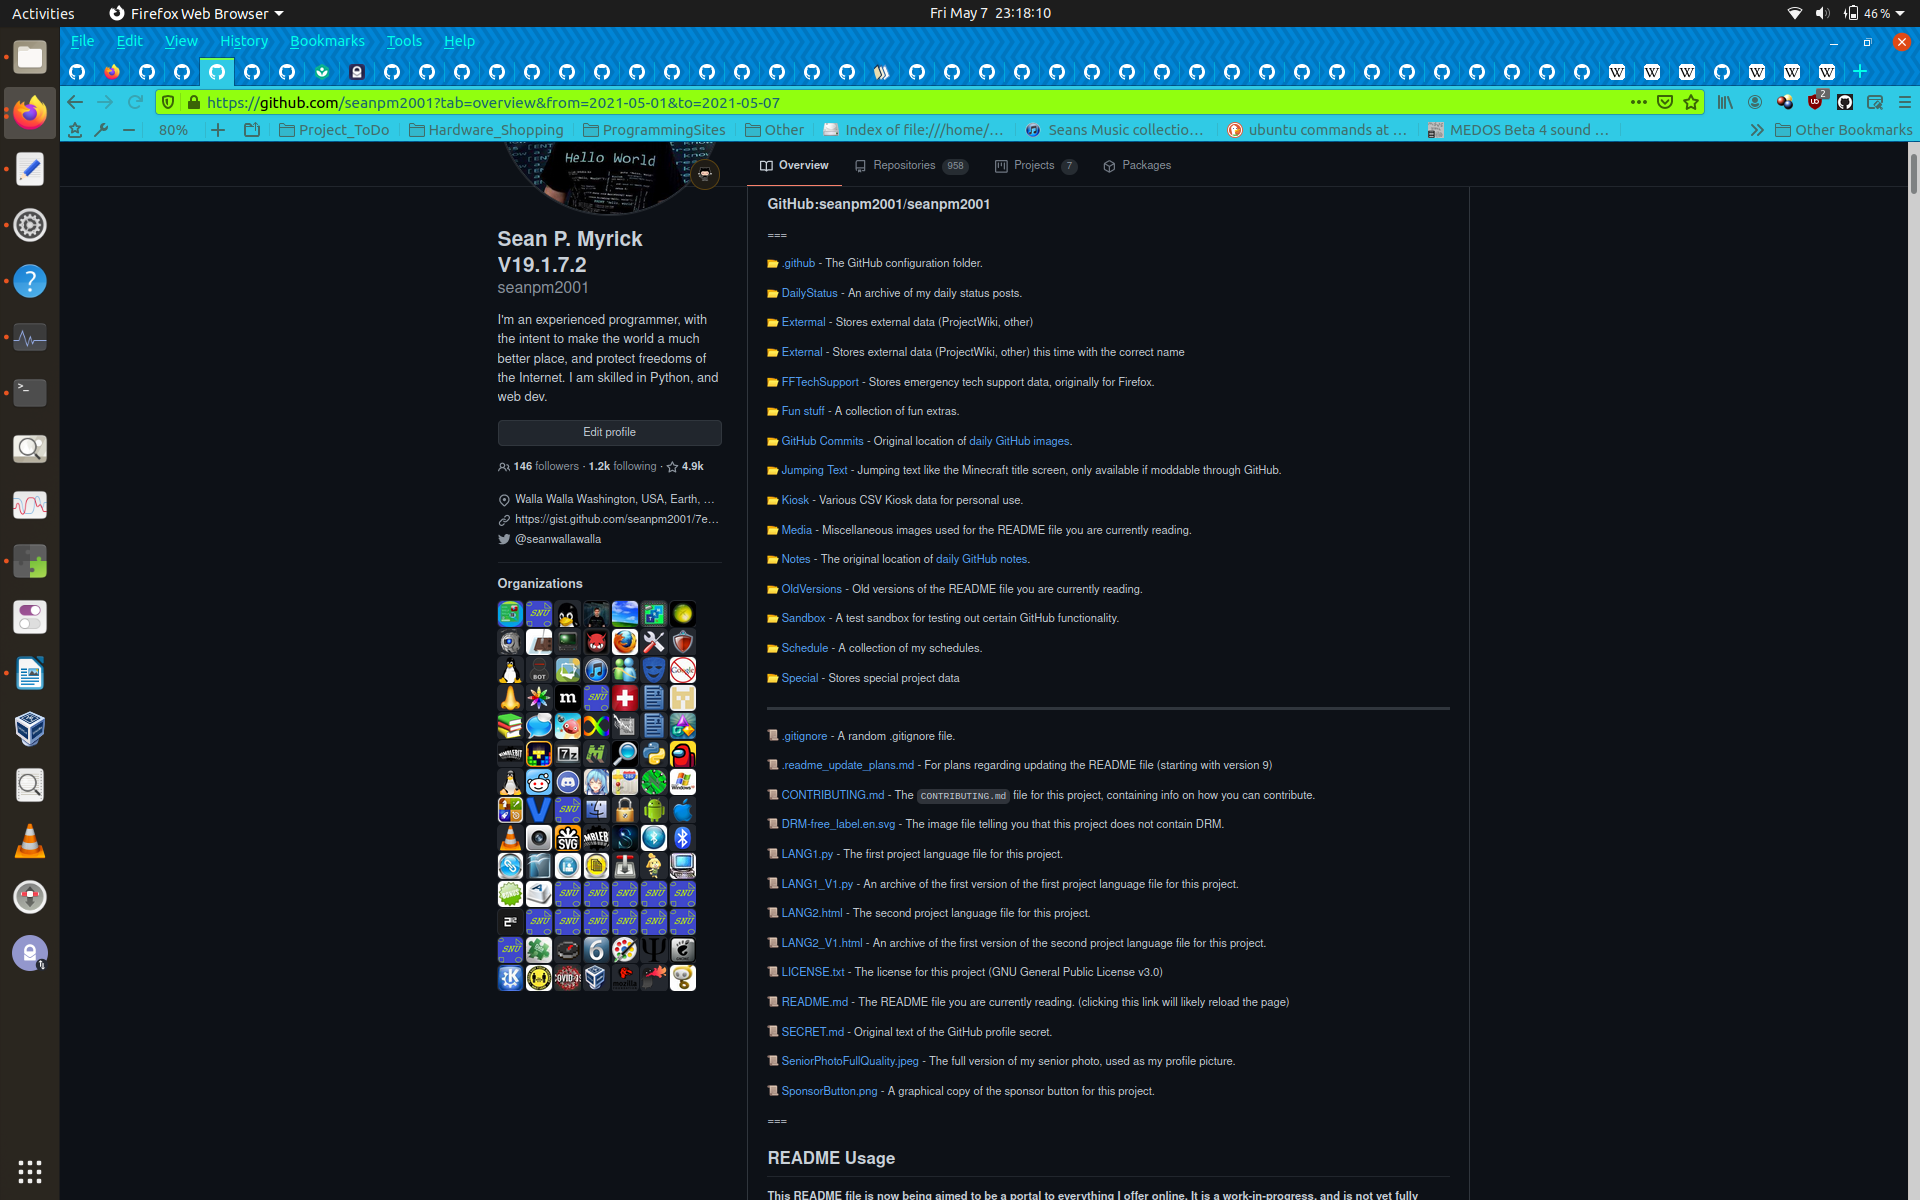 Activities
Firefox Web Browser
Fri May 7 23:18:10
46 %
File Edit View History Bookmarks Tools Help
https://github.com/seanpm2001?tab=overview&from=2021-05-01&to=2021-05-07
2
80%
Project_ToDo
Hardware_Shopping
ProgrammingSites
Other
Index of file:///home/...
Seans Music collectio...
ubuntu commands at ...
MEDOS Beta 4 sound ...
Other Bookmarks
Hello World
Overview
Repositories 958
Projects 7
Packages
Sean P. Myrick
V19.1.7.2
seanpm2001
I'm an experienced programmer, with
the intent to make the world a much
better place, and protect freedoms of
the Internet. I am skilled in Python, and
web dev.
Edit profile
146 followers · 1.2k following · 4.9k
Walla Walla Washington, USA, Earth, ...
https://gist.github.com/seanpm2001/7e...
@seanwallawalla
Organizations
GitHub:seanpm2001/seanpm2001
===
.github - The GitHub configuration folder.
DailyStatus - An archive of my daily status posts.
Extermal - Stores external data (ProjectWiki, other)
External - Stores external data (ProjectWiki, other) this time with the correct name
FFTechSupport - Stores emergency tech support data, originally for Firefox.
Fun stuff - A collection of fun extras.
GitHub Commits - Original location of daily GitHub images.
Jumping Text - Jumping text like the Minecraft title screen, only available if moddable through GitHub.
Kiosk - Various CSV Kiosk data for personal use.
Media - Miscellaneous images used for the README file you are currently reading.
Notes - The original location of daily GitHub notes.
OldVersions - Old versions of the README file you are currently reading.
Sandbox - A test sandbox for testing out certain GitHub functionality.
Schedule - A collection of my schedules.
Special - Stores special project data
.gitignore - A random .gitignore file.
.readme_update_plans.md - For plans regarding updating the README file (starting with version 9)
CONTRIBUTING.md - The CONTRIBUTING.md file for this project, containing info on how you can contribute.
DRM-free_label.en.svg - The image file telling you that this project does not contain DRM.
LANG1.py - The first project language file for this project.
LANG1_V1.py - An archive of the first version of the first project language file for this project.
LANG2.html - The second project language file for this project.
LANG2_V1.html - An archive of the first version of the second project language file for this project.
LICENSE.txt - The license for this project (GNU General Public License v3.0)
README.md - The README file you are currently reading. (clicking this link will likely reload the page)
SECRET.md - Original text of the GitHub profile secret.
SeniorPhotoFullQuality.jpeg - The full version of my senior photo, used as my profile picture.
SponsorButton.png - A graphical copy of the sponsor button for this project.
===
README Usage
This README file is now being aimed to be a portal to everything I offer online. It is a work-in-progress, and is not yet fully